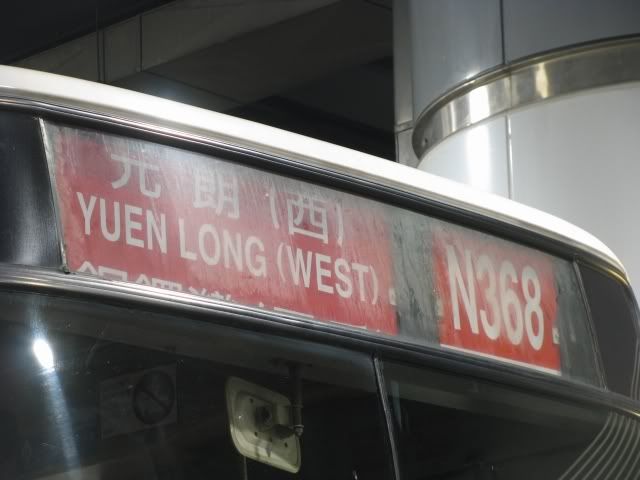 元朗(西)
YUEN LONG (WEST)
N368